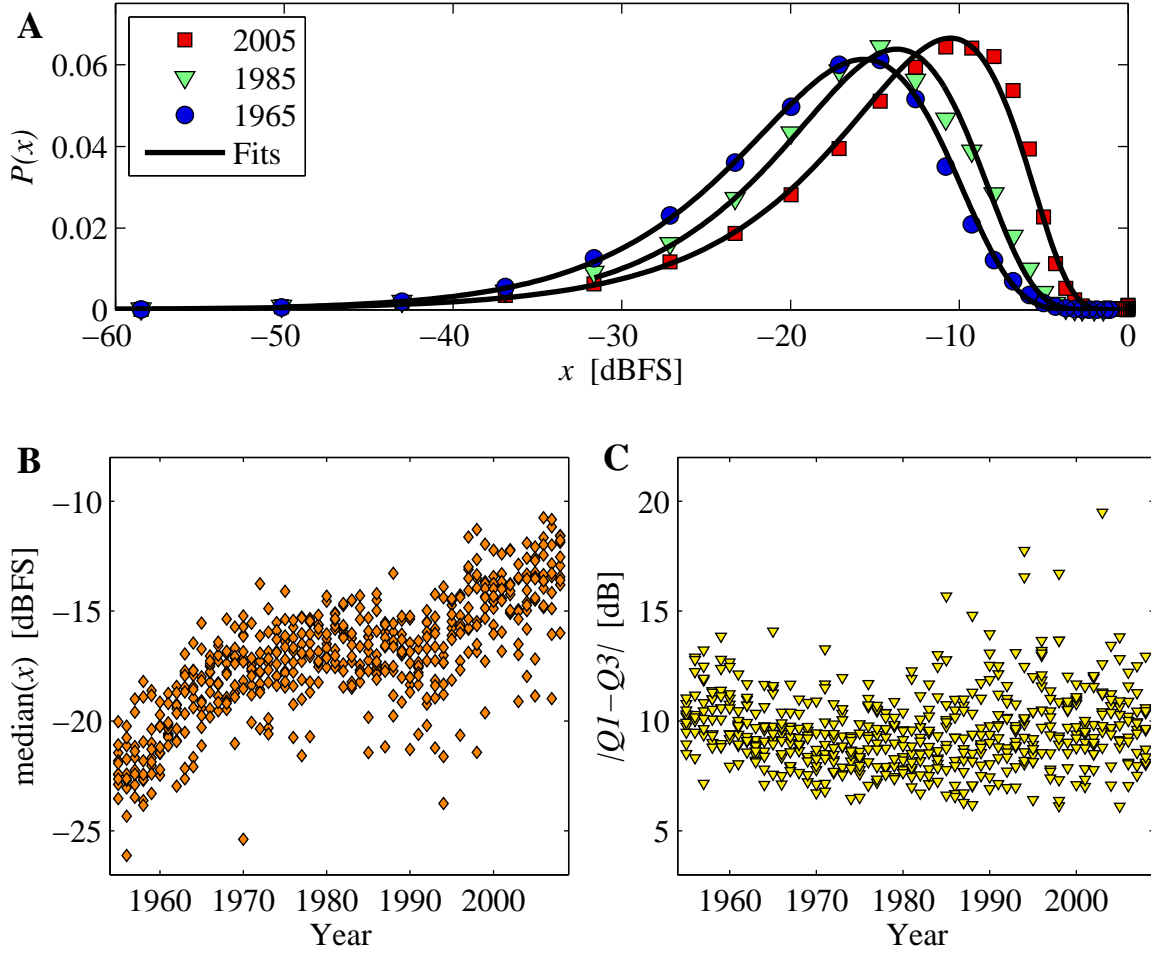 A
2005
1985
1965
Fits
P(x)
0.06
0.04
0.02
0
−60 −50 −40 −30 −20 −10 0
x [dBFS]
B
median(x) [dBFS]
−10
−15
−20
−25
1960 1970 1980 1990 2000
Year
C
|Q1−Q3| [dB]
20
15
10
5
1960 1970 1980 1990 2000
Year